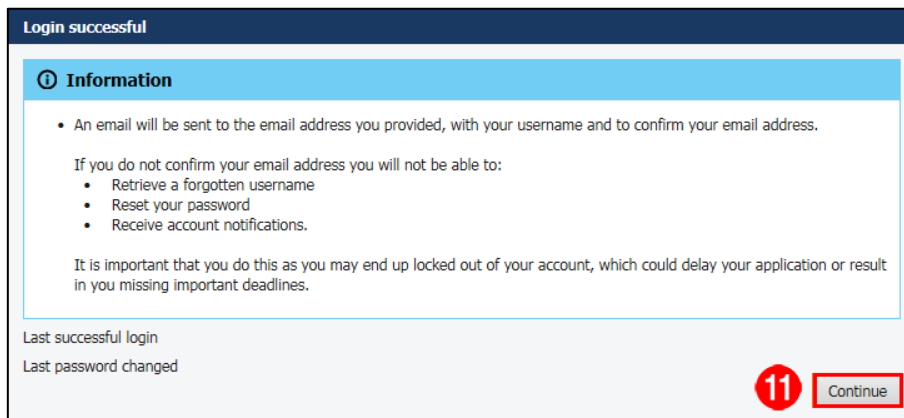 Login successful
Information
• An email will be sent to the email address you provided, with your username and to confirm your email address.
If you do not confirm your email address you will not be able to:
• Retrieve a forgotten username
• Reset your password
• Receive account notifications.
It is important that you do this as you may end up locked out of your account, which could delay your application or result
in you missing important deadlines.
Last successful login
Last password changed
11 Continue